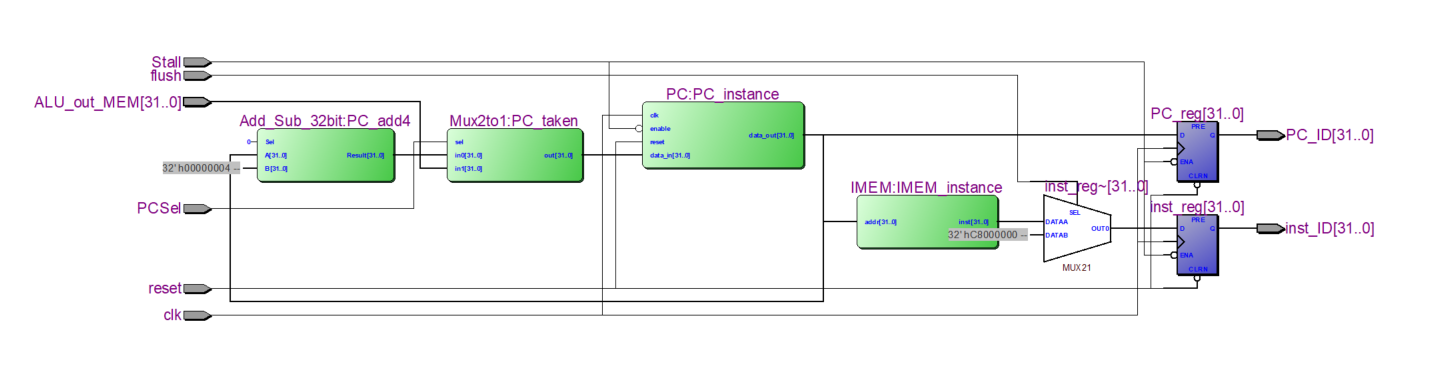 Stall
flush
ALU_out_MEM[31..0]
Add_Sub_32bit:PC_add4
0
Sel
A[31..0]
B[31..0]
Result[31..0]
32'h00000004 --
Mux2to1:PC_taken
sel
in0[31..0]
in1[31..0]
out[31..0]
PC:PC_instance
clk
enable
reset
data_in[31..0]
data_out[31..0]
PCSel
IMEM:IMEM_instance
addr[31..0]
inst[31..0]
32'hC8000000 --
inst_reg~[31..0]
SEL
DATAA
DATAB
OUT0
MUX21
PC_reg[31..0]
PRE
D
Q
ENA
CLRN
PC_ID[31..0]
inst_reg[31..0]
PRE
D
Q
ENA
CLRN
inst_ID[31..0]
reset
clk